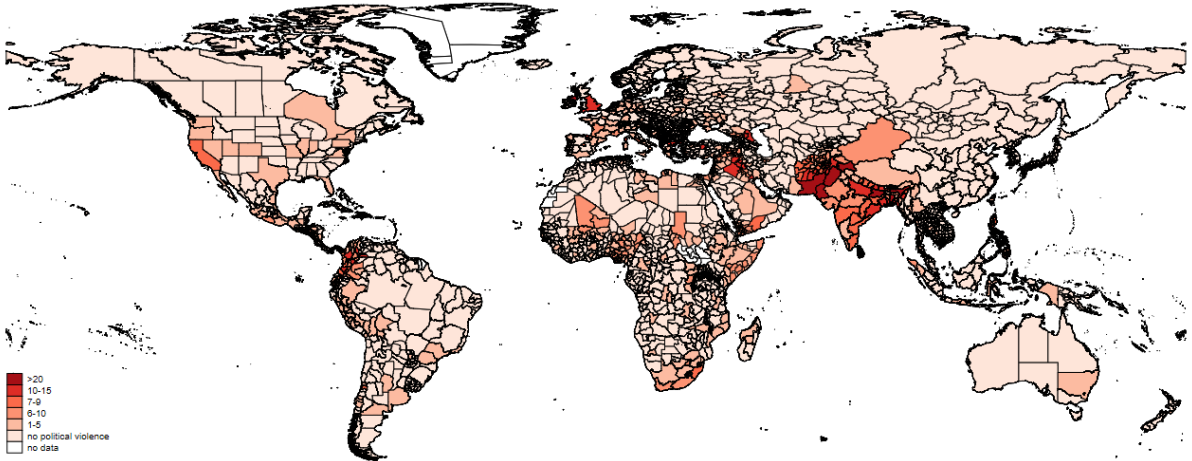 >20
10-15
7-9
6-10
1-5
no political violence
no data